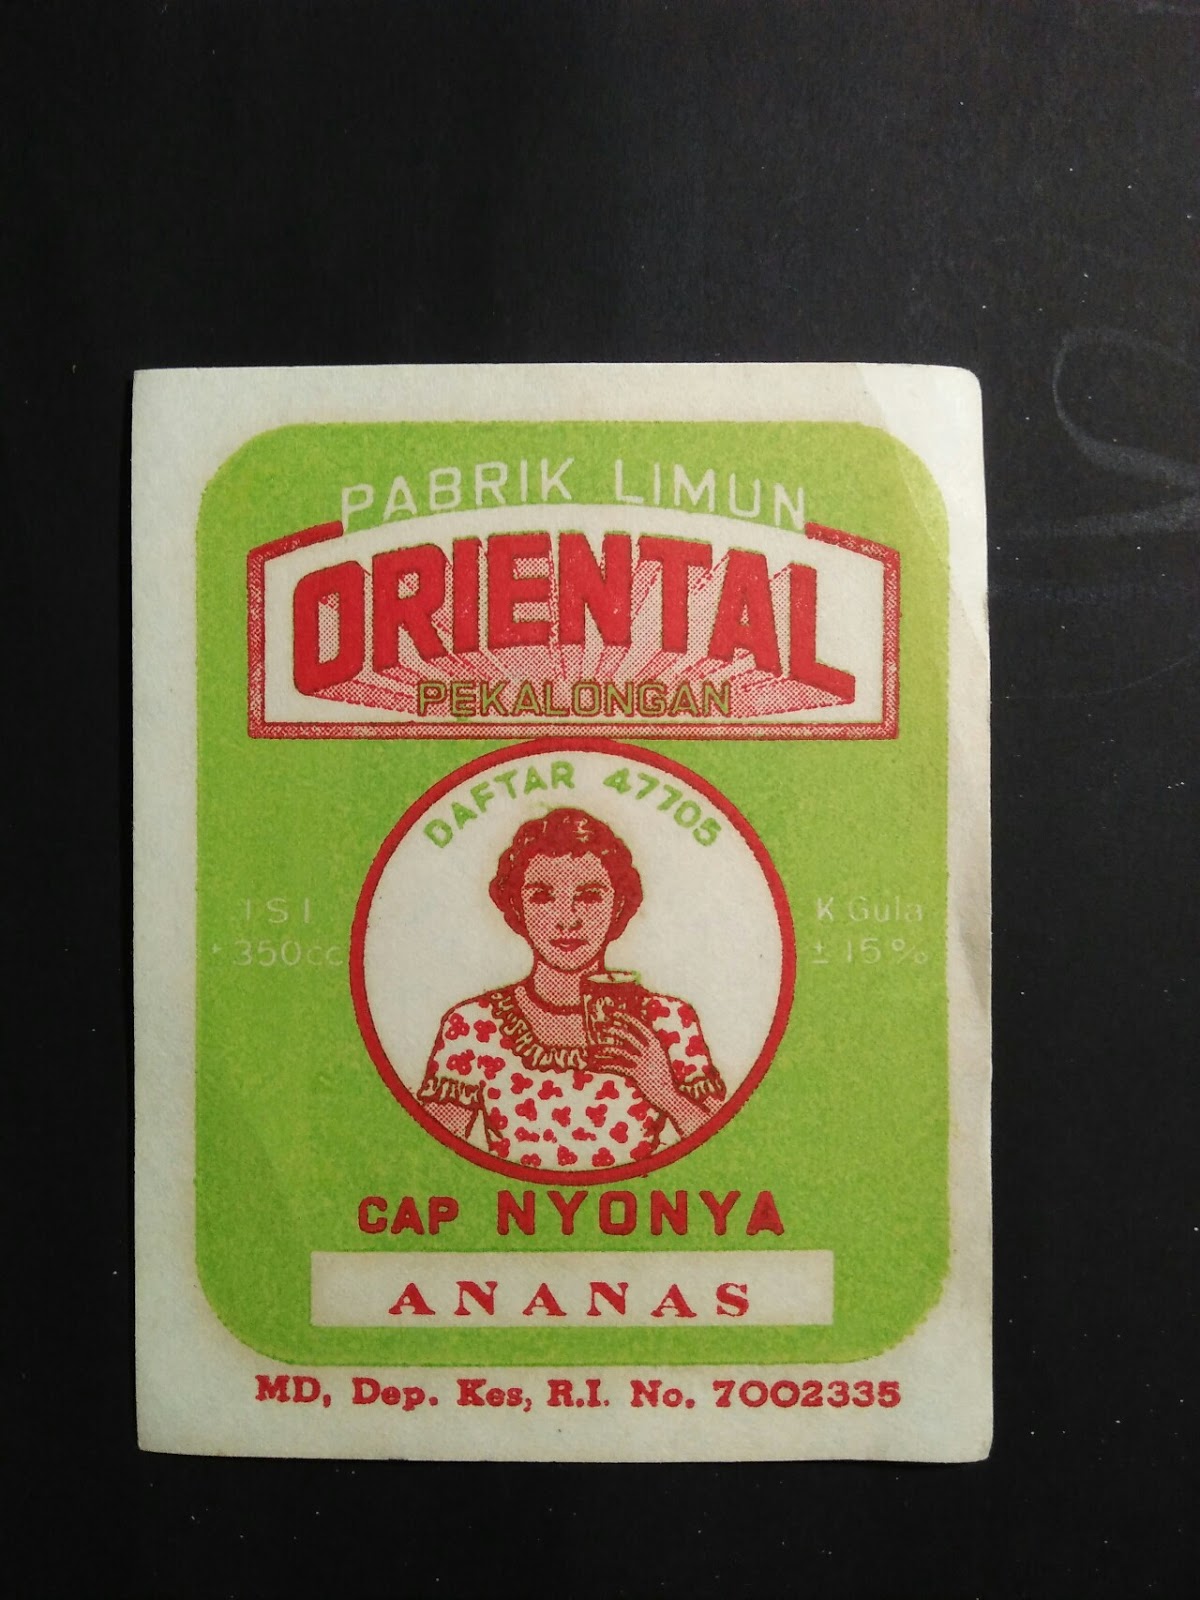 PABRIK LIMUN
ORIENTAL
PEKALONGAN
DAFTAR 47705
ISI
± 350cc
K Gula
± 15%
CAP NYONYA
ANANAS
MD, Dep. Kes, R.I. No. 7002335